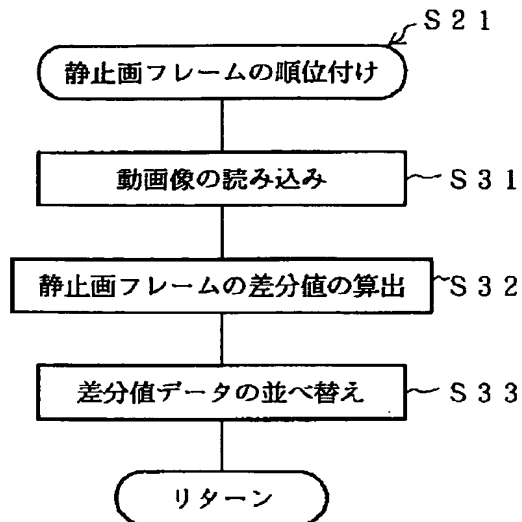 S21
静止画フレームの順位付け
動画像の読み込み S31
静止画フレームの差分値の算出 S32
差分値データの並べ替え S33
リターン